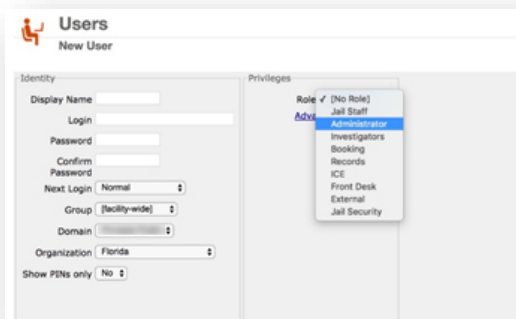 Users
New User
Identity
Display Name
Login
Password
Confirm
Password
Next Login Normal
Group [facility-wide]
Domain
Organization Florida
Show PINs only No
Privileges
Role ✓ [No Role]
Adva
Jail Staff
Administrator
Investigators
Booking
Records
ICE
Front Desk
External
Jail Security